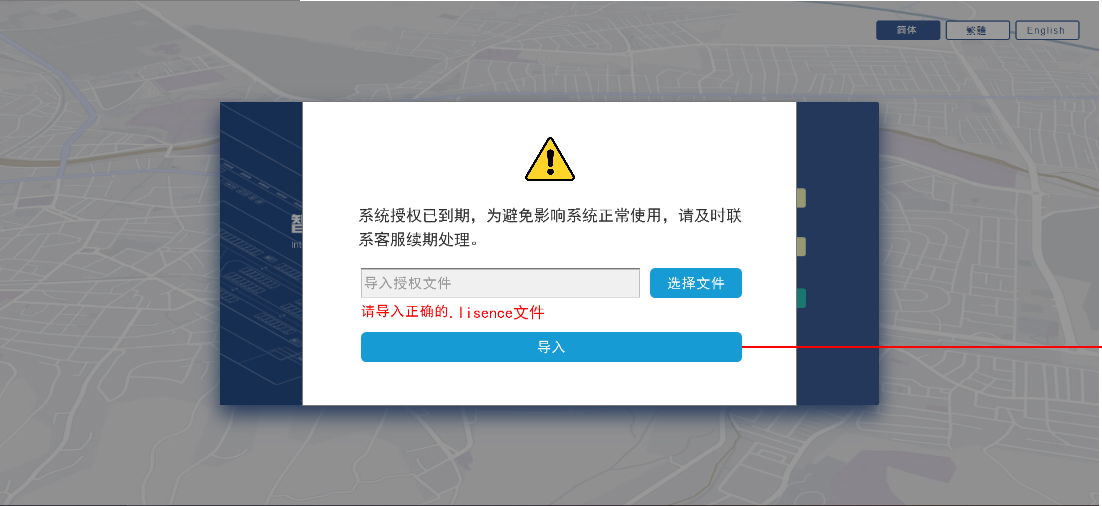 简体
繁體
English
智
Int
系统授权已到期，为避免影响系统正常使用，请及时联
系客服续期处理。
导入授权文件
选择文件
请导入正确的.lisence文件
导入